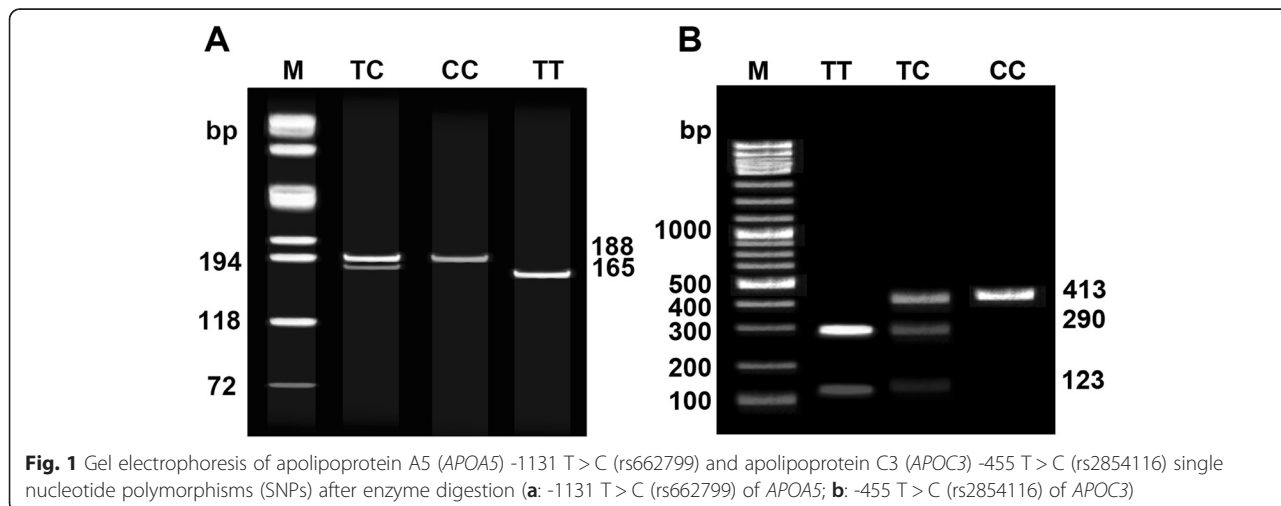 A
M TC CC TT
bp
194
118
72
188
165
B
M TT TC CC
bp
1000
500
400
300
200
100
413
290
123
Fig. 1 Gel electrophoresis of apolipoprotein A5 (APOA5) -1131 T > C (rs662799) and apolipoprotein C3 (APOC3) -455 T > C (rs2854116) single
nucleotide polymorphisms (SNPs) after enzyme digestion (a: -1131 T > C (rs662799) of APOA5; b: -455 T > C (rs2854116) of APOC3)